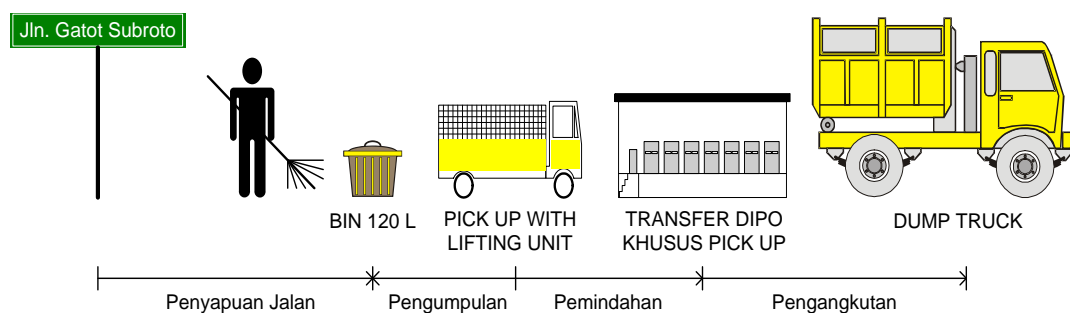 Jln. Gatot Subroto
BIN 120 L
PICK UP WITH
LIFTING UNIT
TRANSFER DIPO
KHUSUS PICK UP
DUMP TRUCK
Penyapuan Jalan
Pengumpulan
Pemindahan
Pengangkutan